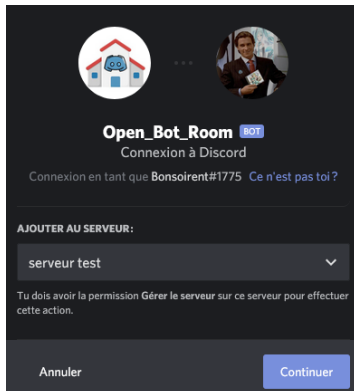 Open_Bot_Room BOT
Connexion à Discord
Connexion en tant que Bonsoirent#1775 Ce n'est pas toi ?
AJOUTER AU SERVEUR:
serveur test
Tu dois avoir la permission Gérer le serveur sur ce serveur pour effectuer
cette action.
Annuler
Continuer